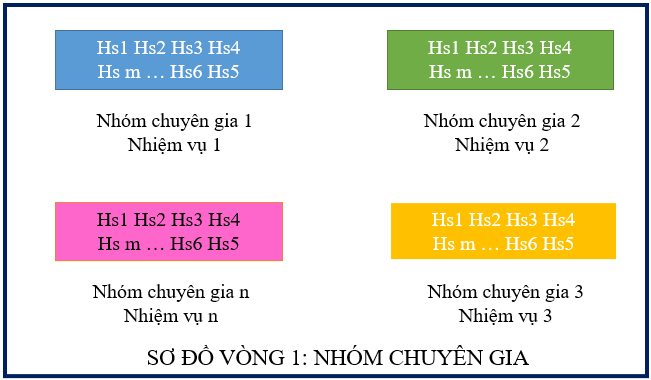 Hs1 Hs2 Hs3 Hs4
Hs m … Hs6 Hs5
Nhóm chuyên gia 1
Nhiệm vụ 1
Hs1 Hs2 Hs3 Hs4
Hs m … Hs6 Hs5
Nhóm chuyên gia 2
Nhiệm vụ 2
Hs1 Hs2 Hs3 Hs4
Hs m … Hs6 Hs5
Nhóm chuyên gia n
Nhiệm vụ n
Hs1 Hs2 Hs3 Hs4
Hs m … Hs6 Hs5
Nhóm chuyên gia 3
Nhiệm vụ 3
SƠ ĐỒ VÒNG 1: NHÓM CHUYÊN GIA